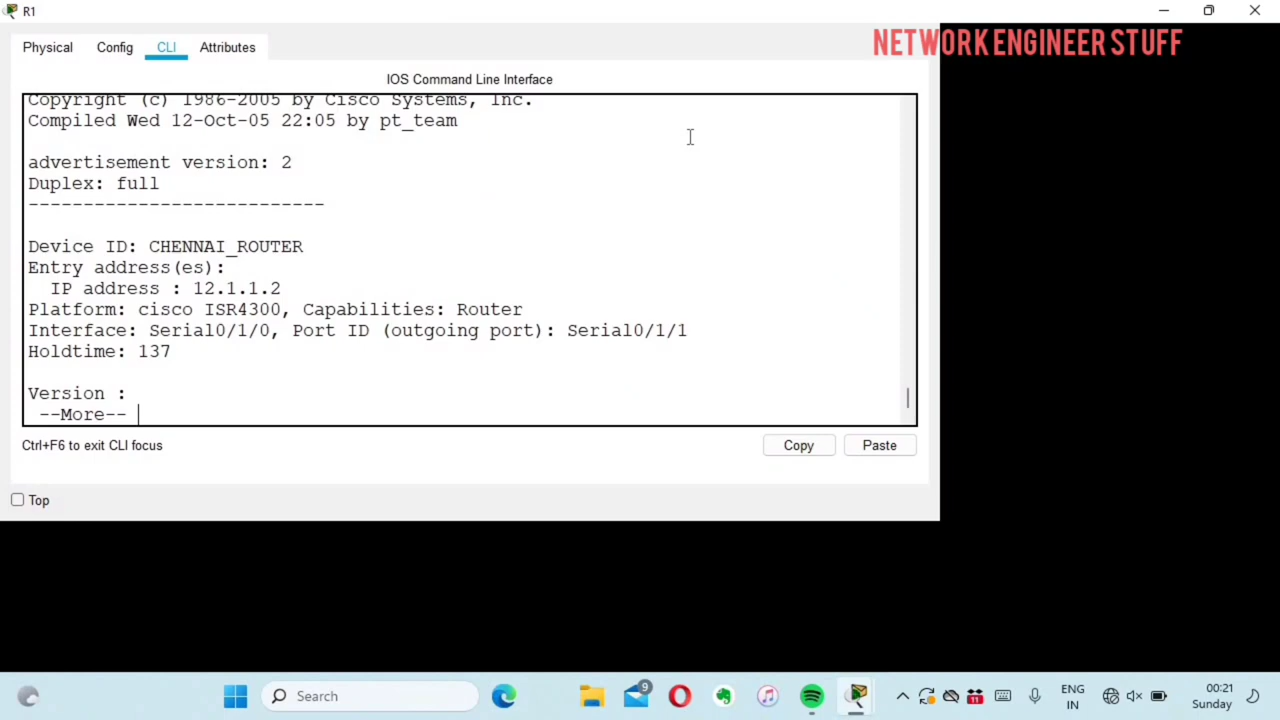 R1
NETWORK ENGINEER STUFF
Physical Config CLI Attributes
IOS Command Line Interface
Copyright (c) 1986-2005 by Cisco Systems, Inc.
Compiled Wed 12-Oct-05 22:05 by pt_team
advertisement version: 2
Duplex: full
---------------------------
Device ID: CHENNAI_ROUTER
Entry address(es):
IP address : 12.1.1.2
Platform: cisco ISR4300, Capabilities: Router
Interface: Serial0/1/0, Port ID (outgoing port): Serial0/1/1
Holdtime: 137
Version :
--More--
Ctrl+F6 to exit CLI focus
Copy Paste
Top
Search
9
11
ENG
IN
00:21
Sunday